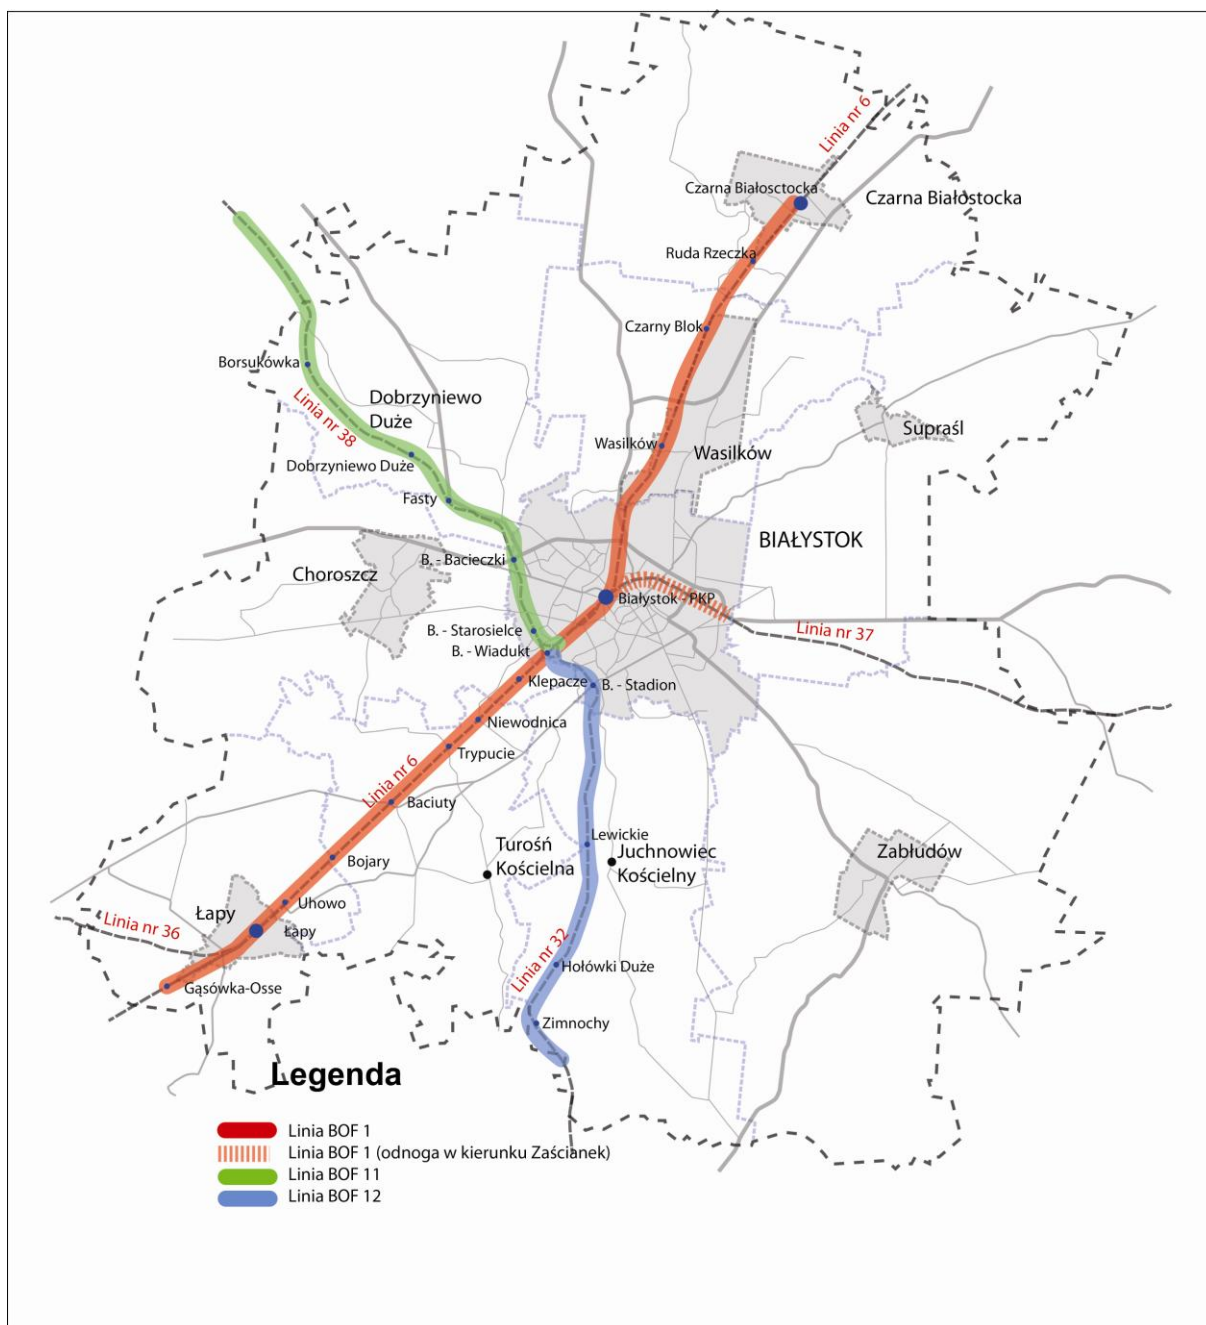 Linia nr 6
Czarna Białosctocka
Czarna Białostocka
Ruda Rzeczka
Czarny Blok
Borsukówka
Dobrzyniewo
Duże
Linia nr 38
Supraśl
Wasilków
Wasilków
Dobrzyniewo Duże
Fasty
BIAŁYSTOK
B. - Bacieczki
Choroszcz
Białystok - PKP
B. - Starosielce
Linia nr 37
B. - Wiadukt
Klepacze
B. - Stadion
Niewodnica
Trypucie
Linia nr 6
Baciuty
Lewickie
Turośń
Kościelna
Juchnowiec
Kościelny
Zabłudów
Bojary
Uhowo
Łapy
Linia nr 36
Łapy
Linia nr 32
Hołówki Duże
Gąsówka-Osse
Zimnochy
Legenda
Linia BOF 1
Linia BOF 1 (odnoga w kierunku Zaścianek)
Linia BOF 11
Linia BOF 12